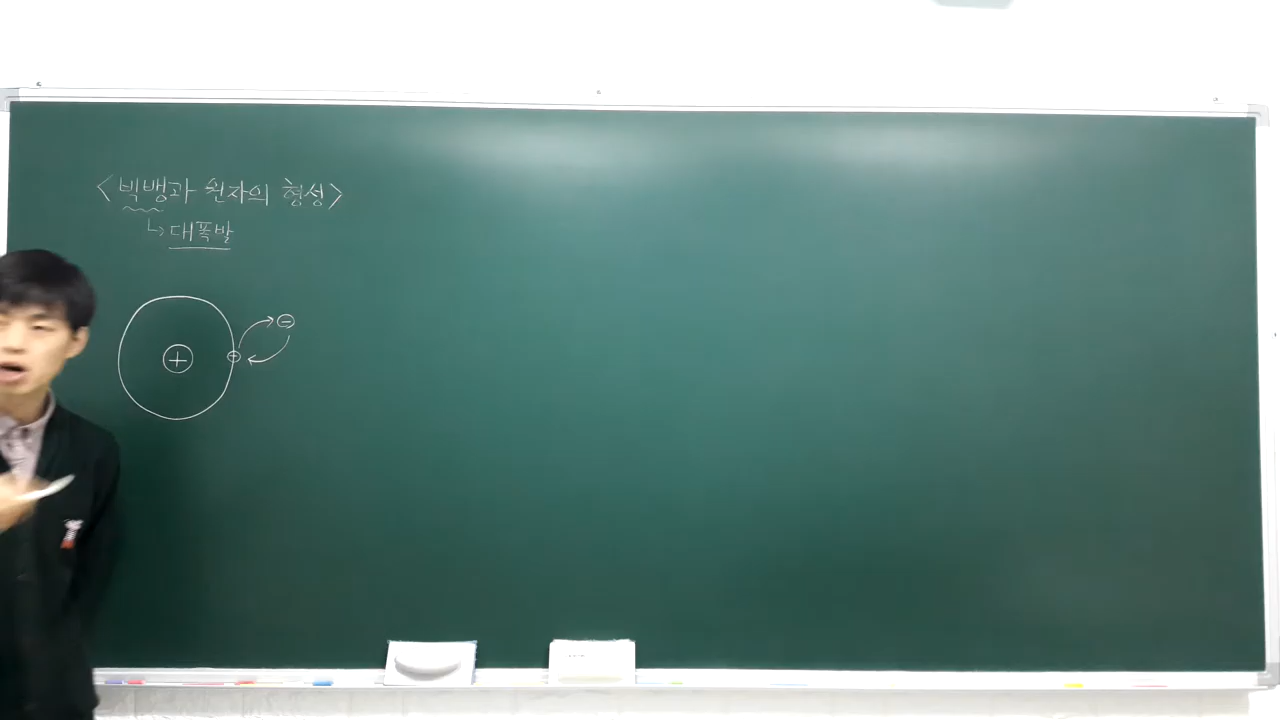 <빅뱅과 원자의 형성>
↳ 대폭발
+
-
-